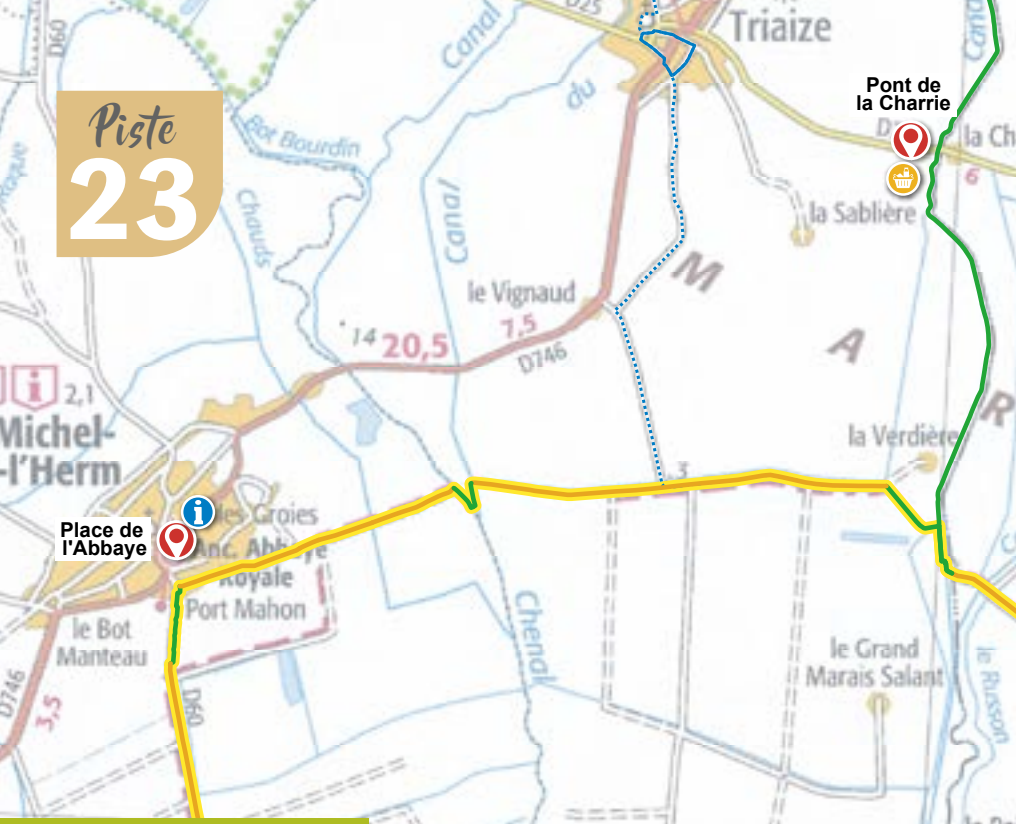 Canal
D25
du
Triaize
D60
Pont de
la Charrie
Piste
23
Bot Bourdin
la Ch
6
Chauds
Canal
la Sablière
M
le Vignaud
14
20,5
7,5
D746
A
R
2,1
Michel-
-l'Herm
la Verdière
3
Place de
l'Abbaye
les Groies
Anc. Abbaye
Royale
Port Mahon
le Bot
Manteau
Chenal
le Grand
Marais Salant
le Russon
D746
3,5
D60